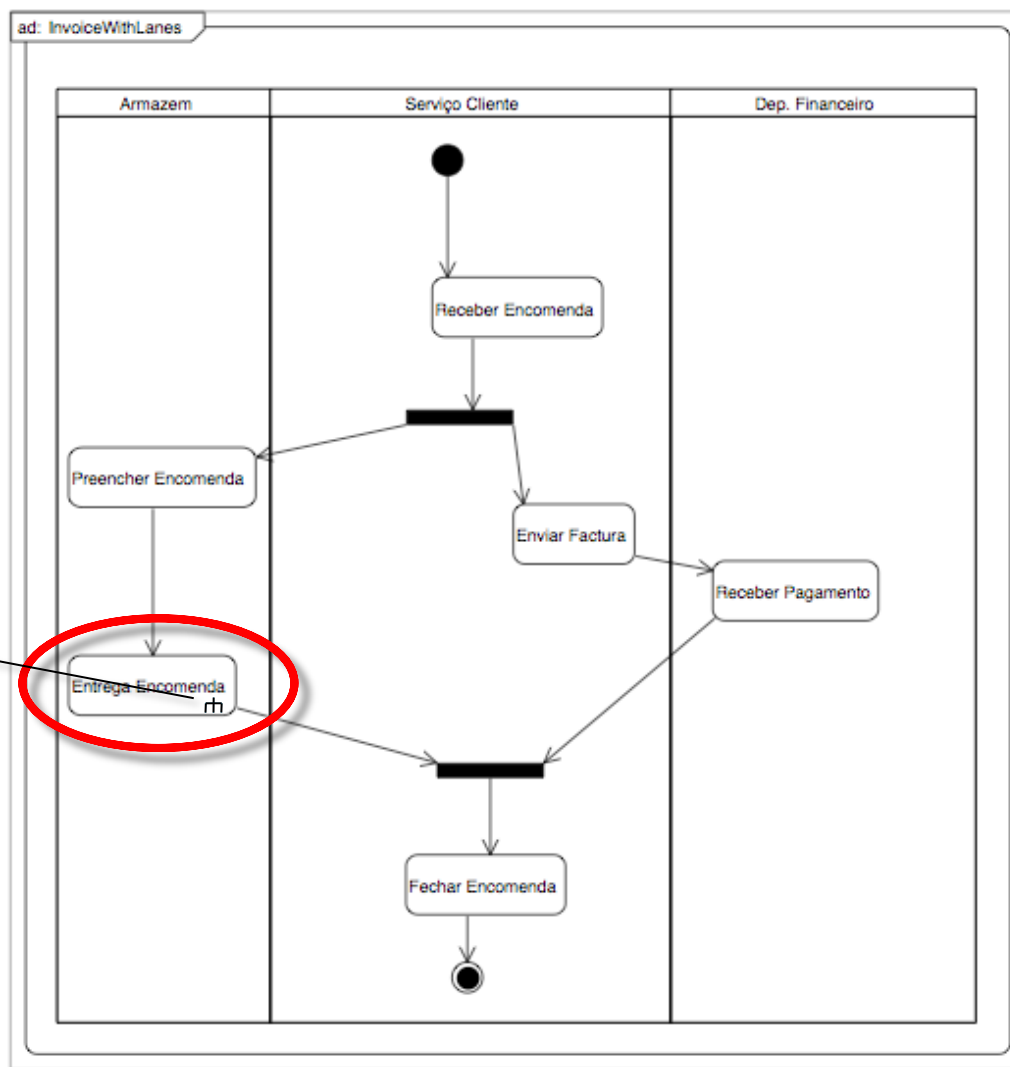 ad: InvoiceWithLanes
Armazem
Serviço Cliente
Dep. Financeiro
Receber Encomenda
Preencher Encomenda
Enviar Factura
Receber Pagamento
Entrega Encomenda
Fechar Encomenda